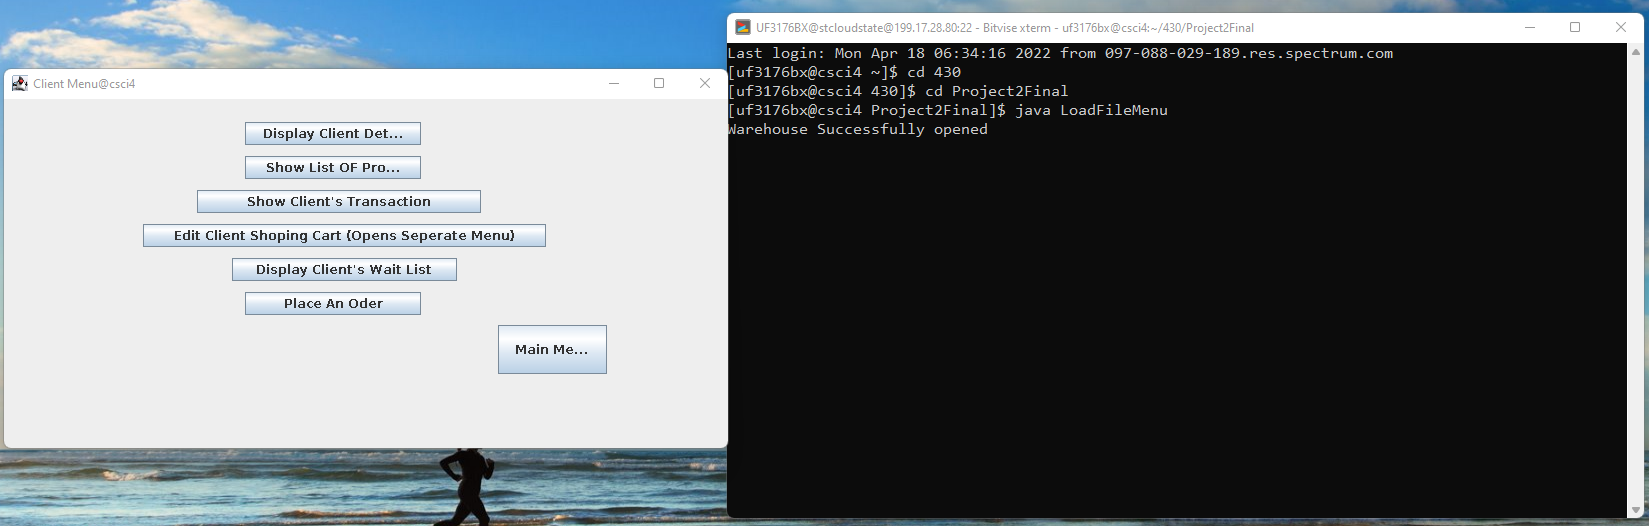 Client Menu@csci4
Display Client Det...
Show List OF Pro...
Show Client's Transaction
Edit Client Shoping Cart (Opens Seperate Menu)
Display Client's Wait List
Place An Oder
Main Me...
UF3176BX@stcloudstate@199.17.28.80:22 - Bitvise xterm - uf3176bx@csci4:~/430/Project2Final
Last login: Mon Apr 18 06:34:16 2022 from 097-088-029-189.res.spectrum.com
[uf3176bx@csci4 ~]$ cd 430
[uf3176bx@csci4 430]$ cd Project2Final
[uf3176bx@csci4 Project2Final]$ java LoadFileMenu
Warehouse Successfully opened